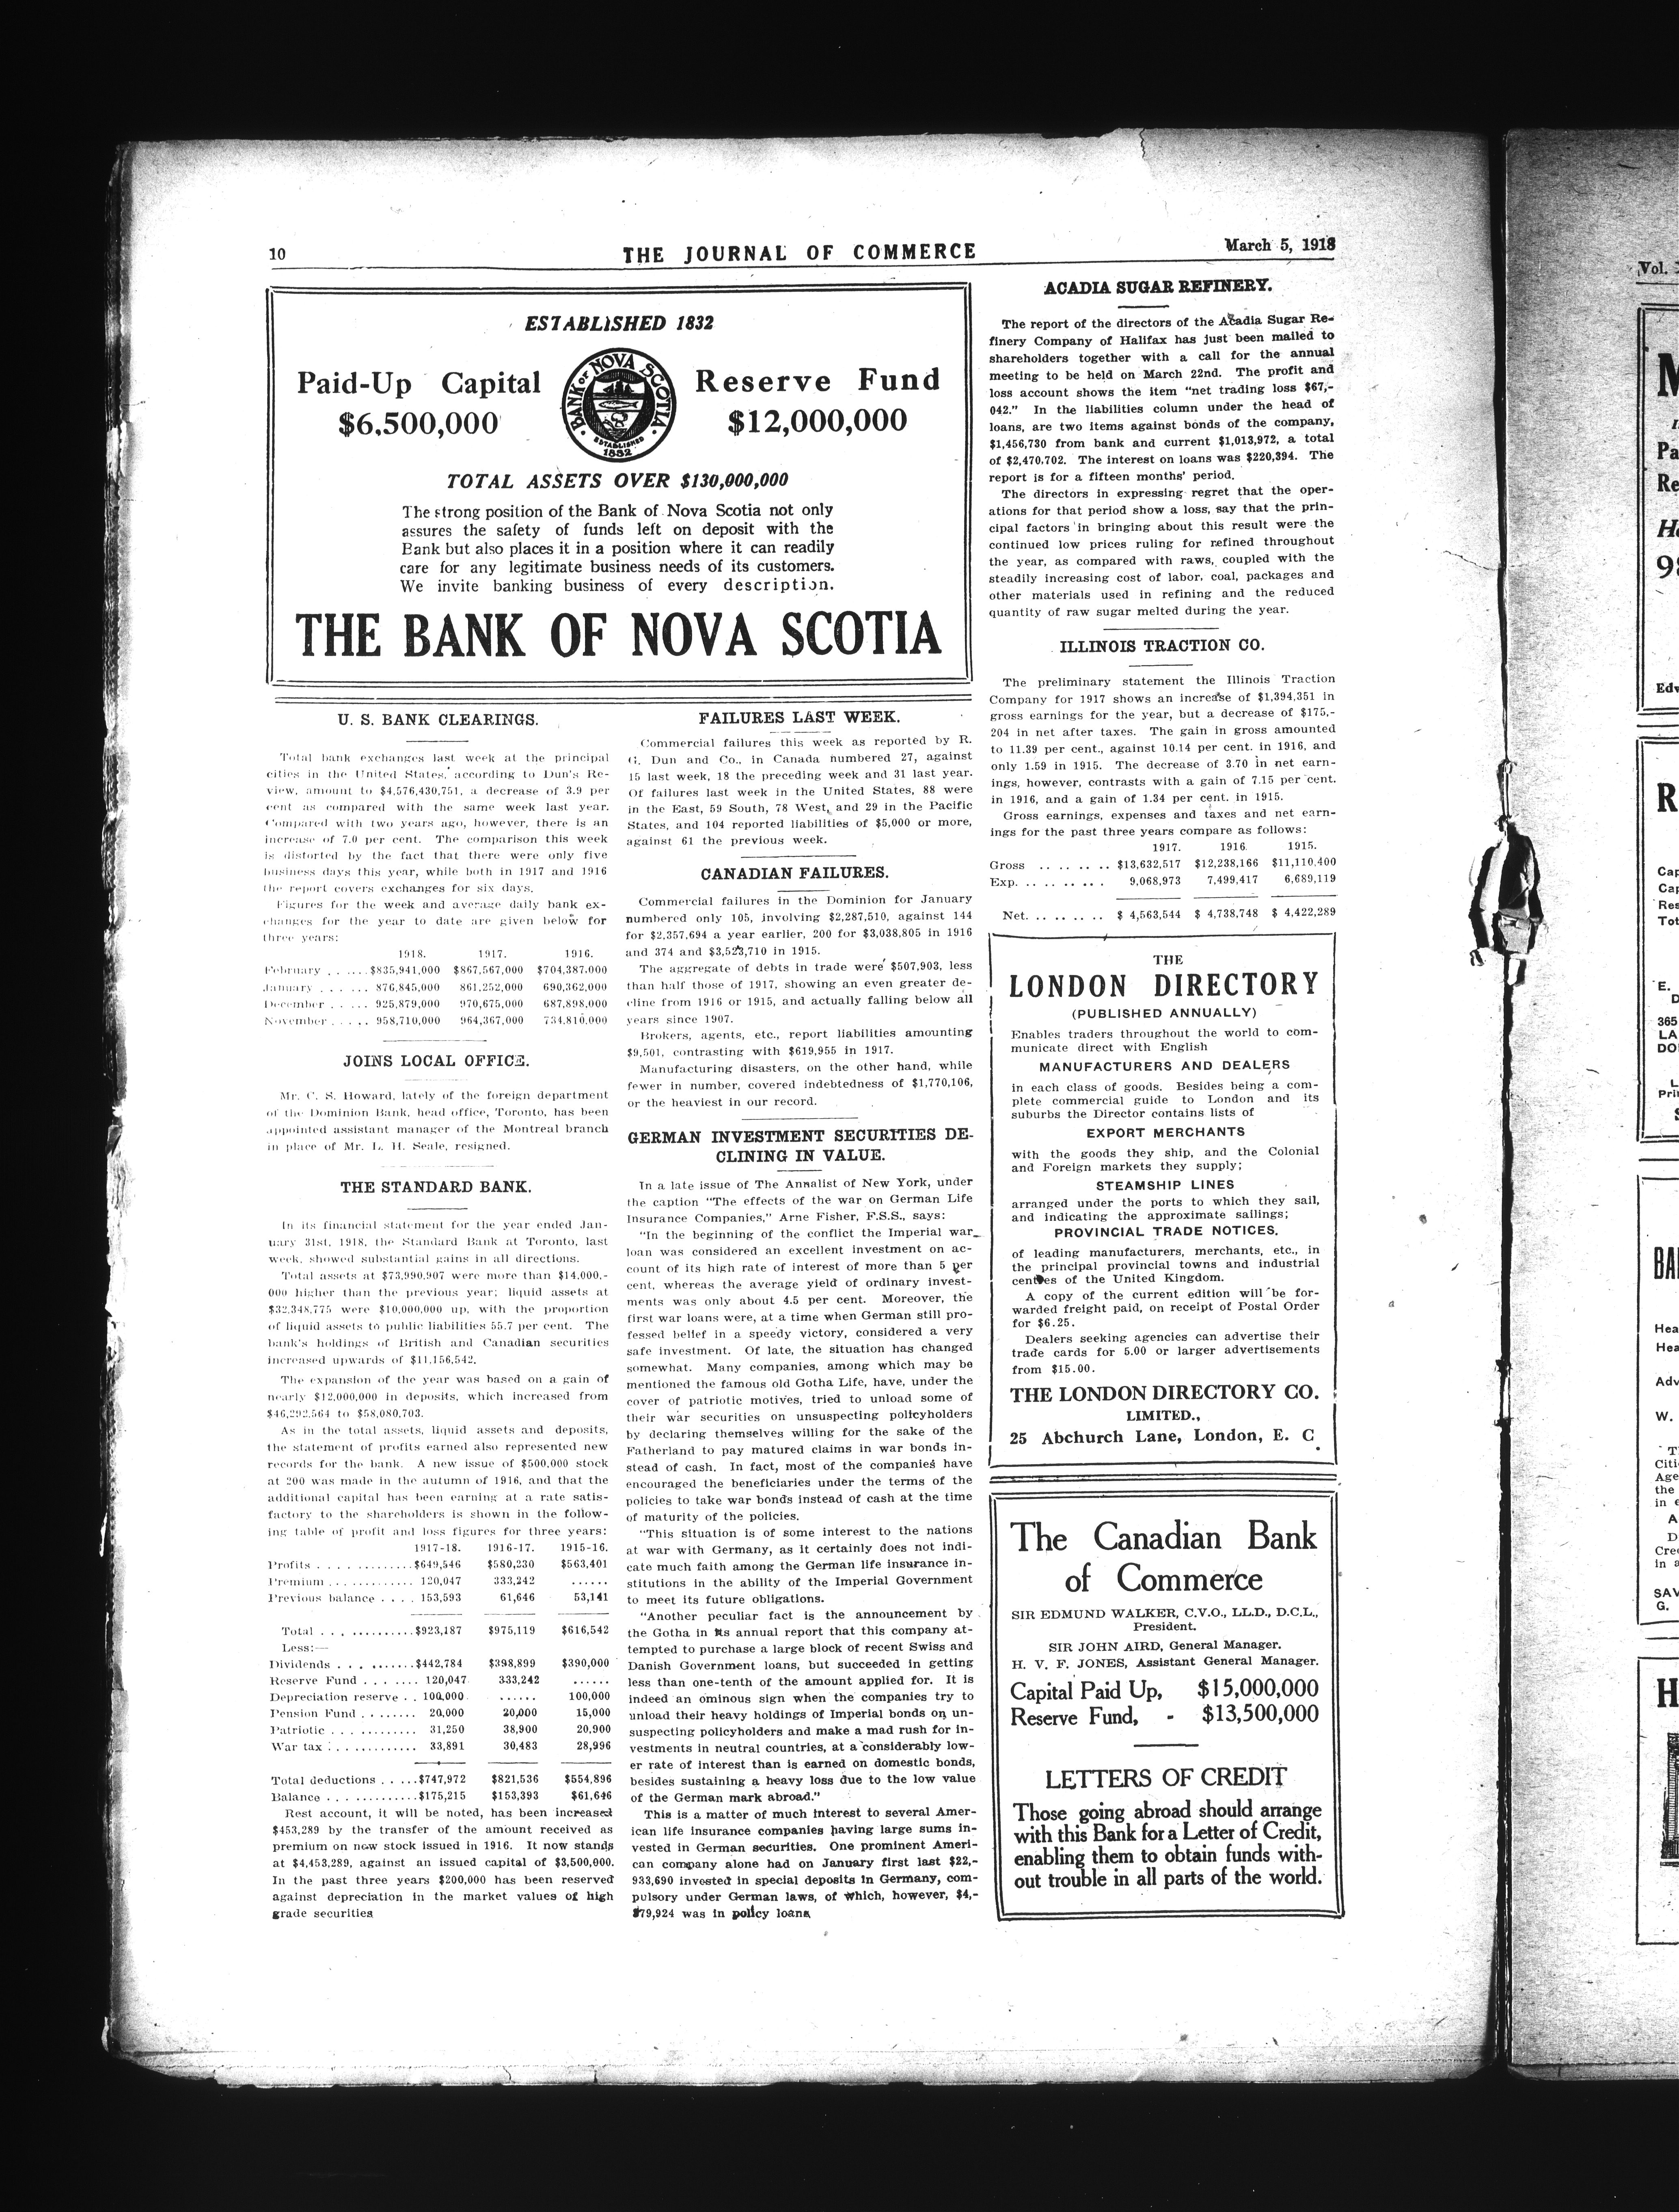 10
THE JOURNAL OF COMMERCE
March 5, 1918
ESTABLISHED 1832
Paid-Up Capital
$6,500,000
BANK OF NOVA SCOTIA
ESTABLISHED
1832
Reserve Fund
$12,000,000
TOTAL ASSETS OVER $130,000,000
The strong position of the Bank of Nova Scotia not only
assures the safety of funds left on deposit with the
Bank but also places it in a position where it can readily
care for any legitimate business needs of its customers.
We invite banking business of every description.
THE BANK OF NOVA SCOTIA
U. S. BANK CLEARINGS.
Total bank exchanges last week at the principal
cities in the United States, according to Dun's Re-
view, amount to $4,576,430,751, a decrease of 3.9 per
cent as compared with the same week last year.
Compared with two years ago, however, there is an
increase of 7.0 per cent. The comparison this week
is distorted by the fact that there were only five
business days this year, while both in 1917 and 1916
the report covers exchanges for six days.
Figures for the week and average daily bank ex-
changes for the year to date are given below for
three years:
1918. 1917. 1916.
February . . .... $835,941,000 $867,567,000 $704,387,000
January . . . ... 876,845,000 861,252,000 690,362,000
December . . . .. 925,879,000 970,675,000 687,898,000
November . . . .. 958,710,000 964,367,000 734,810,000
JOINS LOCAL OFFICE.
Mr. C. S. Howard, lately of the foreign department
of the Dominion Bank, head office, Toronto, has been
appointed assistant manager of the Montreal branch
in place of Mr. L. H. Seale, resigned.
THE STANDARD BANK.
In its financial statement for the year ended Jan-
uary 31st, 1918, the Standard Bank at Toronto, last
week, showed substantial gains in all directions.
Total assets at $73,990,907 were more than $14,000,-
000 higher than the previous year; liquid assets at
$32,348,775 were $10,000,000 up, with the proportion
of liquid assets to public liabilities 55.7 per cent. The
bank's holdings of British and Canadian securities
increased upwards of $11,156,542.
The expansion of the year was based on a gain of
nearly $12,000,000 in deposits, which increased from
$46,292,564 to $58,080,703.
As in the total assets, liquid assets and deposits,
the statement of profits earned also represented new
records for the bank. A new issue of $500,000 stock
at 200 was made in the autumn of 1916, and that the
additional capital has been earning at a rate satis-
factory to the shareholders is shown in the follow-
ing table of profit and loss figures for three years:
1917-18. 1916-17. 1915-16.
Profits . . . . ............ $649,546 $580,230 $563,401
Premium . . . ............ 120,047 333,242 ......
Previous balance . . . . 153,593 61,646 53,141
Total . . . .......... $923,187 $975,119 $616,542
Less:—
Dividends . . . ........ $442,784 $398,899 $390,000
Reserve Fund . . . .... 120,047 333,242 ......
Depreciation reserve . . 100,000 ...... 100,000
Pension Fund . . ...... 20,000 20,000 15,000
Patriotic . . . .......... 31,250 38,900 20,900
War tax . . . ............ 33,891 30,483 28,996
Total deductions . . .... $747,972 $821,536 $554,896
Balance . . . ............ $175,215 $153,393 $61,646
Rest account, it will be noted, has been increased
$453,289 by the transfer of the amount received as
premium on new stock issued in 1916. It now stands
at $4,453,289, against an issued capital of $3,500,000.
In the past three years $200,000 has been reserved
against depreciation in the market values of high
grade securities
FAILURES LAST WEEK.
Commercial failures this week as reported by R.
G. Dun and Co., in Canada numbered 27, against
15 last week, 18 the preceding week and 31 last year.
Of failures last week in the United States, 88 were
in the East, 59 South, 78 West, and 29 in the Pacific
States, and 104 reported liabilities of $5,000 or more,
against 61 the previous week.
CANADIAN FAILURES.
Commercial failures in the Dominion for January
numbered only 105, involving $2,287,510, against 144
for $2,357,694 a year earlier, 200 for $3,038,805 in 1916
and 374 and $3,523,710 in 1915.
The aggregate of debts in trade were $507,903, less
than half those of 1917, showing an even greater de-
cline from 1916 or 1915, and actually falling below all
years since 1907.
Brokers, agents, etc., report liabilities amounting
$9,501, contrasting with $619,955 in 1917.
Manufacturing disasters, on the other hand, while
fewer in number, covered indebtedness of $1,770,106,
or the heaviest in our record.
GERMAN INVESTMENT SECURITIES DE-
CLINING IN VALUE.
In a late issue of The Annalist of New York, under
the caption "The effects of the war on German Life
Insurance Companies," Arne Fisher, F.S.S., says:
"In the beginning of the conflict the Imperial war
loan was considered an excellent investment on ac-
count of its high rate of interest of more than 5 per
cent, whereas the average yield of ordinary invest-
ments was only about 4.5 per cent. Moreover, the
first war loans were, at a time when German still pro-
fessed belief in a speedy victory, considered a very
safe investment. Of late, the situation has changed
somewhat. Many companies, among which may be
mentioned the famous old Gotha Life, have, under the
cover of patriotic motives, tried to unload some of
their war securities on unsuspecting policyholders
by declaring themselves willing for the sake of the
Fatherland to pay matured claims in war bonds in-
stead of cash. In fact, most of the companies have
encouraged the beneficiaries under the terms of the
policies to take war bonds instead of cash at the time
of maturity of the policies.
"This situation is of some interest to the nations
at war with Germany, as it certainly does not indi-
cate much faith among the German life insurance in-
stitutions in the ability of the Imperial Government
to meet its future obligations.
"Another peculiar fact is the announcement by
the Gotha in its annual report that this company at-
tempted to purchase a large block of recent Swiss and
Danish Government loans, but succeeded in getting
less than one-tenth of the amount applied for. It is
indeed an ominous sign when the companies try to
unload their heavy holdings of Imperial bonds on un-
suspecting policyholders and make a mad rush for in-
vestments in neutral countries, at a considerably low-
er rate of interest than is earned on domestic bonds,
besides sustaining a heavy loss due to the low value
of the German mark abroad."
This is a matter of much interest to several Amer-
ican life insurance companies having large sums in-
vested in German securities. One prominent Ameri-
can company alone had on January first last $22,-
933,690 invested in special deposits in Germany, com-
pulsory under German laws, of which, however, $4,-
879,924 was in policy loans
ACADIA SUGAR REFINERY.
The report of the directors of the Acadia Sugar Re-
finery Company of Halifax has just been mailed to
shareholders together with a call for the annual
meeting to be held on March 22nd. The profit and
loss account shows the item "net trading loss $67,-
042." In the liabilities column under the head of
loans, are two items against bonds of the company,
$1,456,730 from bank and current $1,013,972, a total
of $2,470,702. The interest on loans was $220,394. The
report is for a fifteen months' period.
The directors in expressing regret that the oper-
ations for that period show a loss, say that the prin-
cipal factors in bringing about this result were the
continued low prices ruling for refined throughout
the year, as compared with raws, coupled with the
steadily increasing cost of labor, coal, packages and
other materials used in refining and the reduced
quantity of raw sugar melted during the year.
ILLINOIS TRACTION CO.
The preliminary statement the Illinois Traction
Company for 1917 shows an increase of $1,394,351 in
gross earnings for the year, but a decrease of $175,-
204 in net after taxes. The gain in gross amounted
to 11.39 per cent., against 10.14 per cent. in 1916, and
only 1.59 in 1915. The decrease of 3.70 in net earn-
ings, however, contrasts with a gain of 7.15 per cent.
in 1916, and a gain of 1.34 per cent. in 1915.
Gross earnings, expenses and taxes and net earn-
ings for the past three years compare as follows:
1917. 1916. 1915.
Gross .. .. .. .. $13,632,517 $12,238,166 $11,110,400
Exp. .. .. .. .. . 9,068,973 7,499,417 6,689,119
Net. .. .. .. .. $ 4,563,544 $ 4,738,748 $ 4,422,289
THE
LONDON DIRECTORY
(PUBLISHED ANNUALLY)
Enables traders throughout the world to com-
municate direct with English
MANUFACTURERS AND DEALERS
in each class of goods. Besides being a com-
plete commercial guide to London and its
suburbs the Director contains lists of
EXPORT MERCHANTS
with the goods they ship, and the Colonial
and Foreign markets they supply;
STEAMSHIP LINES
arranged under the ports to which they sail,
and indicating the approximate sailings;
PROVINCIAL TRADE NOTICES.
of leading manufacturers, merchants, etc., in
the principal provincial towns and industrial
centres of the United Kingdom.
A copy of the current edition will be for-
warded freight paid, on receipt of Postal Order
for $6.25.
Dealers seeking agencies can advertise their
trade cards for 5.00 or larger advertisements
from $15.00.
THE LONDON DIRECTORY CO.
LIMITED.,
25 Abchurch Lane, London, E. C.
The Canadian Bank
of Commerce
SIR EDMUND WALKER, C.V.O., LL.D., D.C.L.,
President.
SIR JOHN AIRD, General Manager.
H. V. F. JONES, Assistant General Manager.
Capital Paid Up, $15,000,000
Reserve Fund, - $13,500,000
LETTERS OF CREDIT
Those going abroad should arrange
with this Bank for a Letter of Credit,
enabling them to obtain funds with-
out trouble in all parts of the world.
Vol.